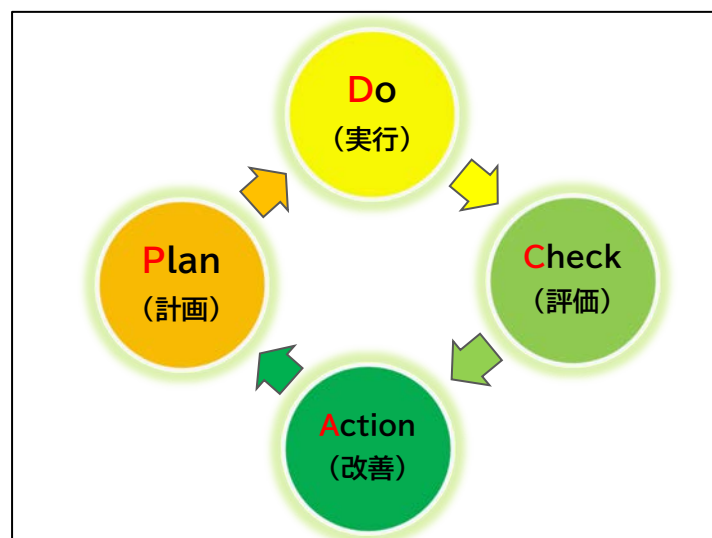 Do
（実行）
Check
（評価）
Action
（改善）
Plan
（計画）